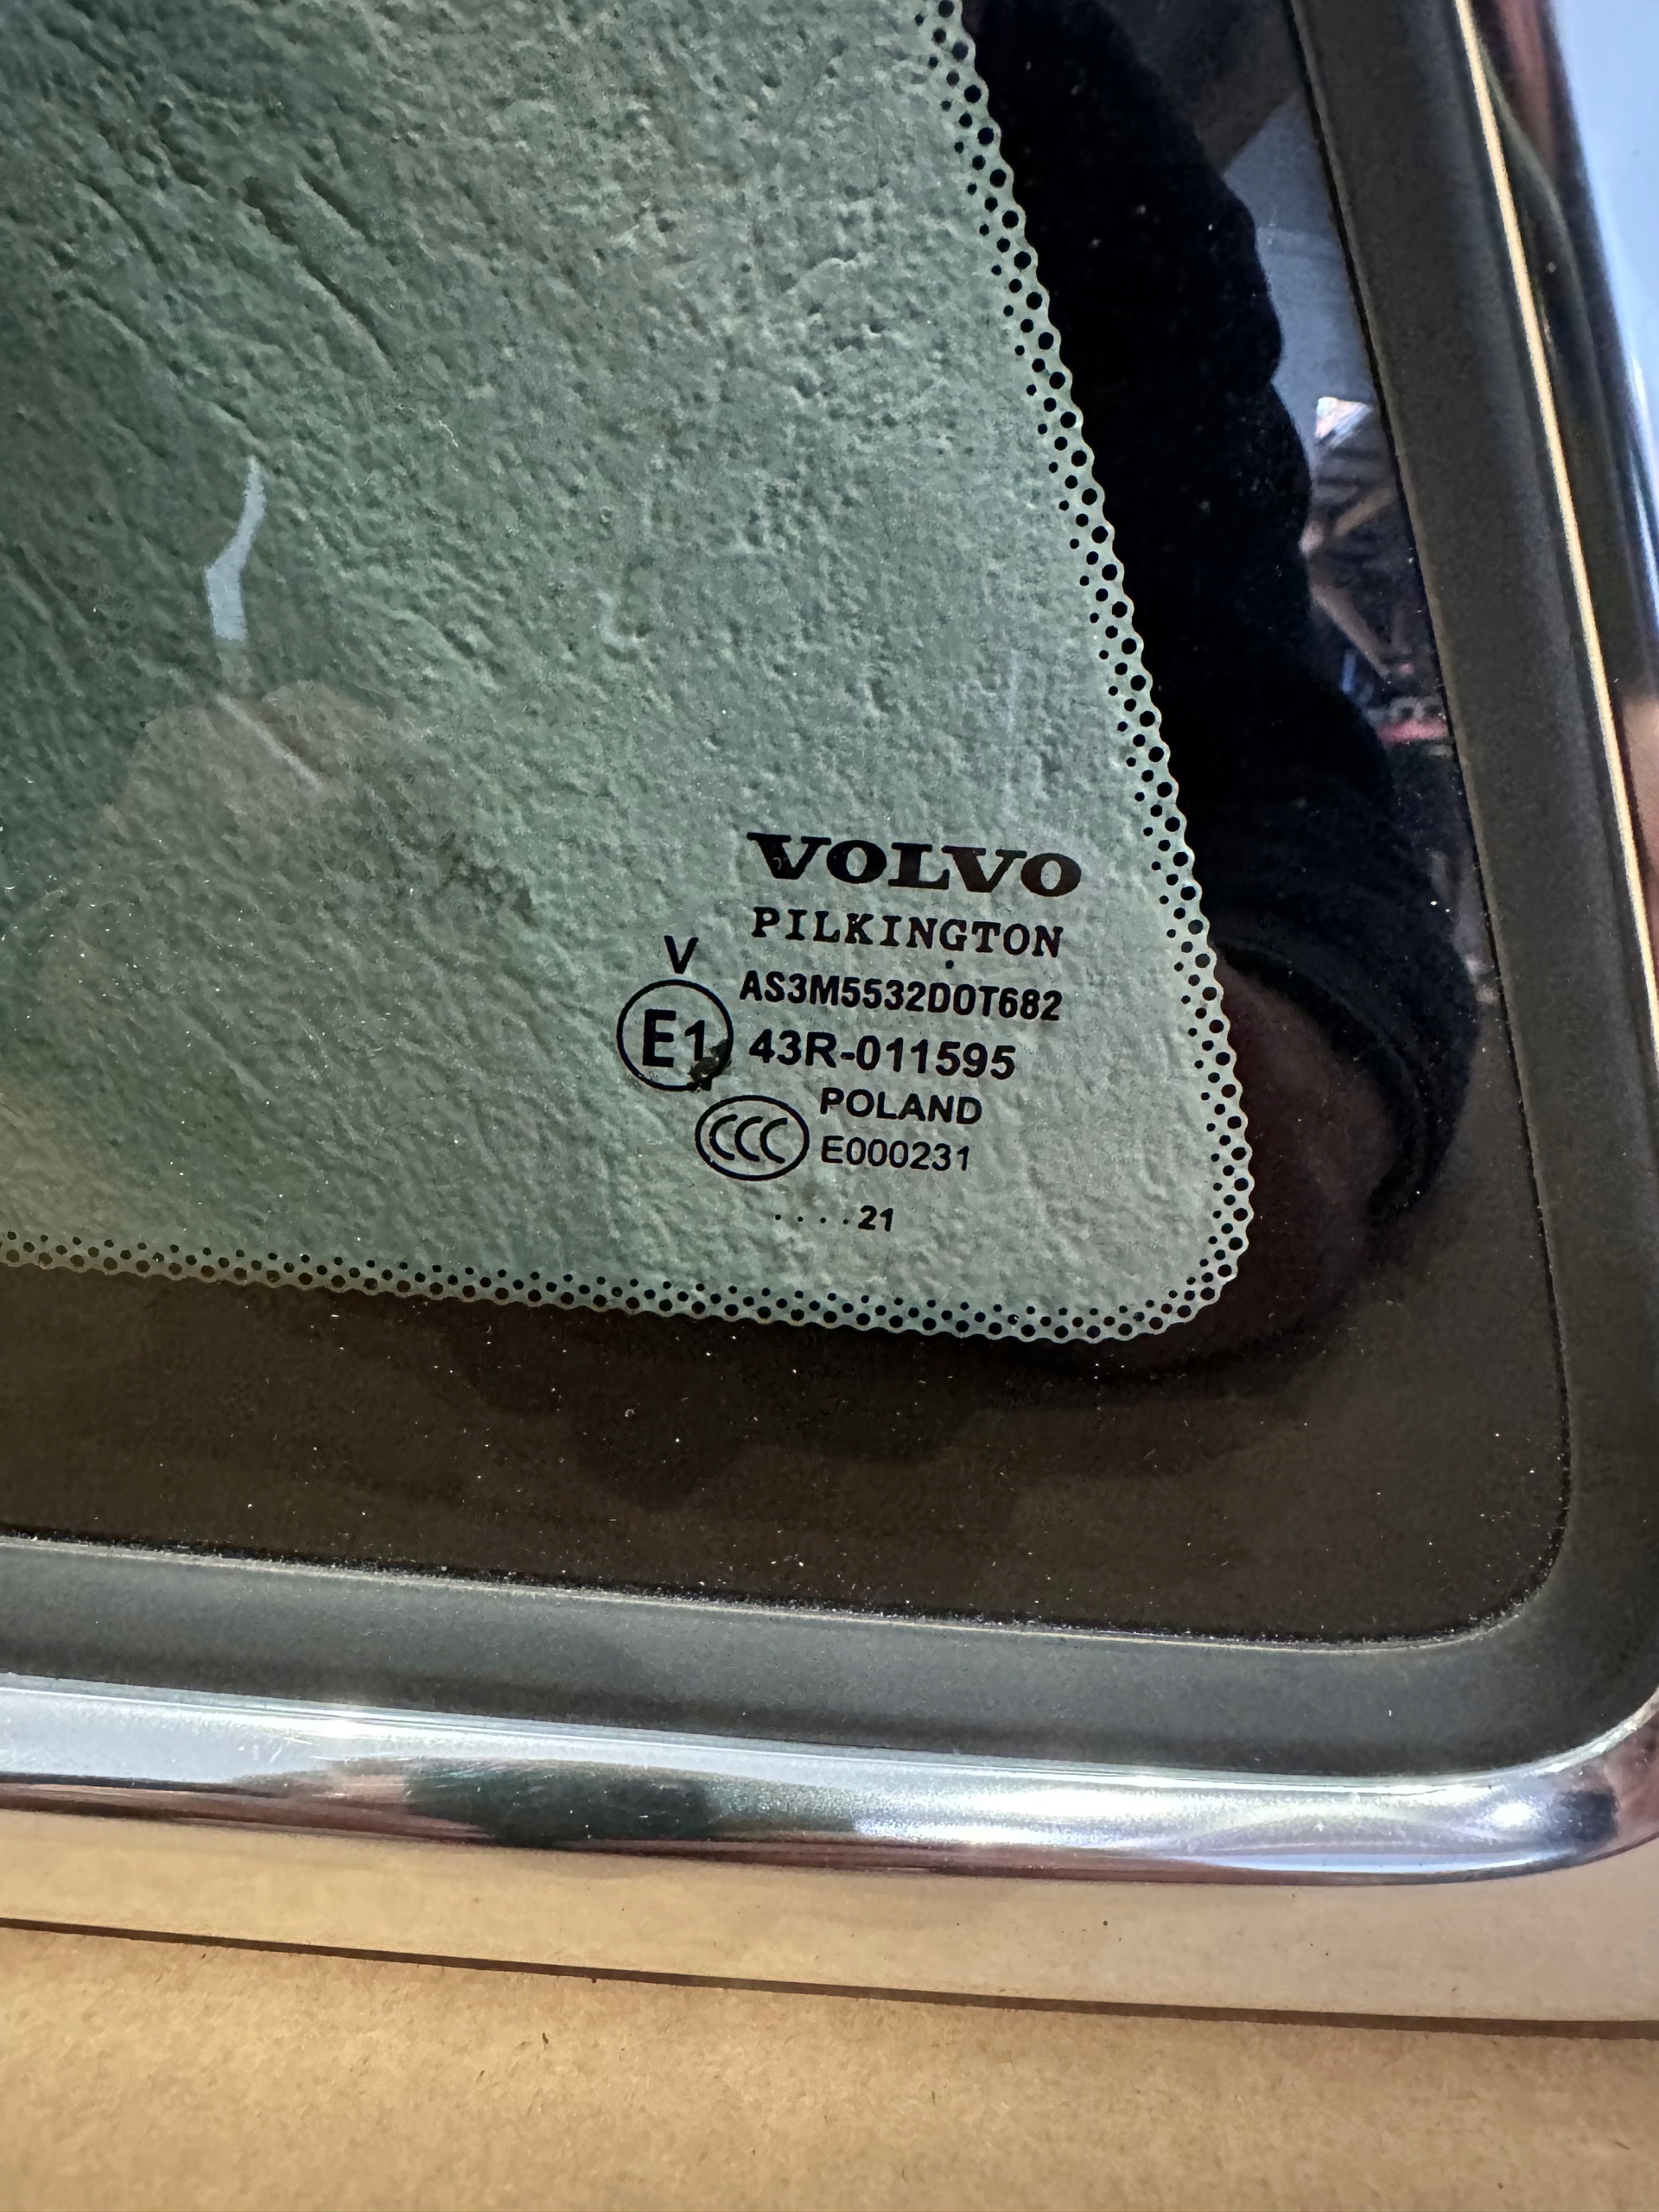 VOLVO
PILKINGTON
V
AS3M5532DOT682
E1 43R-011595
POLAND
CCC E000231
....21